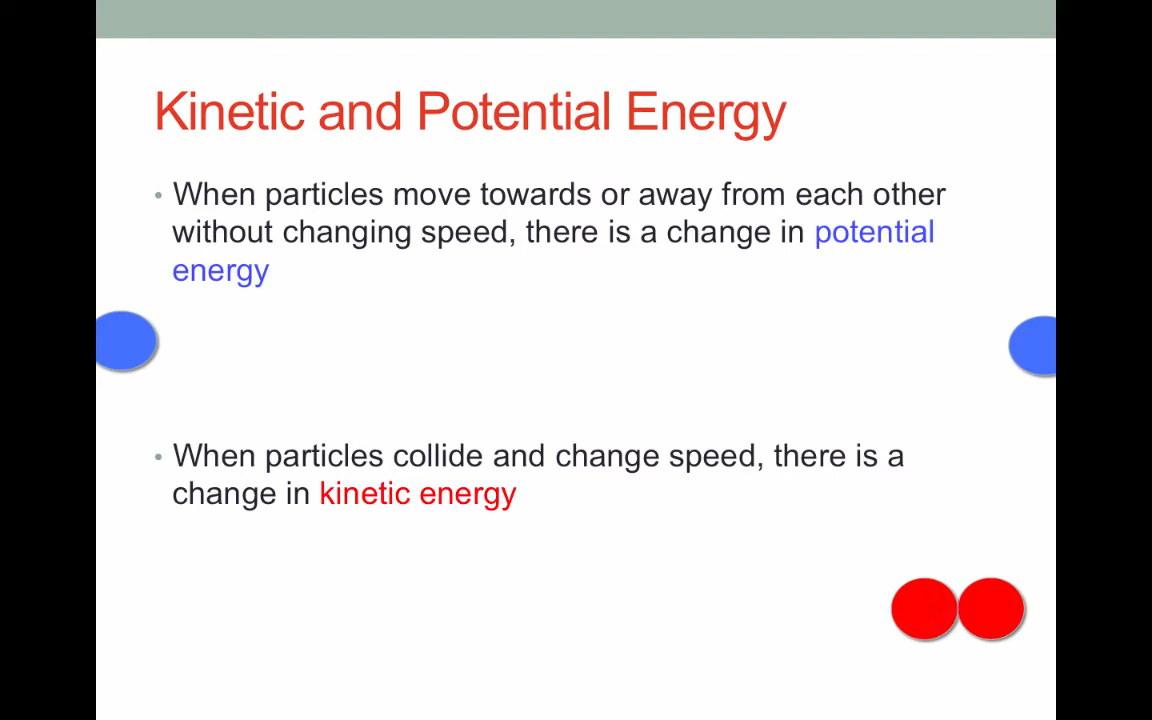 Kinetic and Potential Energy
• When particles move towards or away from each other
without changing speed, there is a change in potential
energy
• When particles collide and change speed, there is a
change in kinetic energy